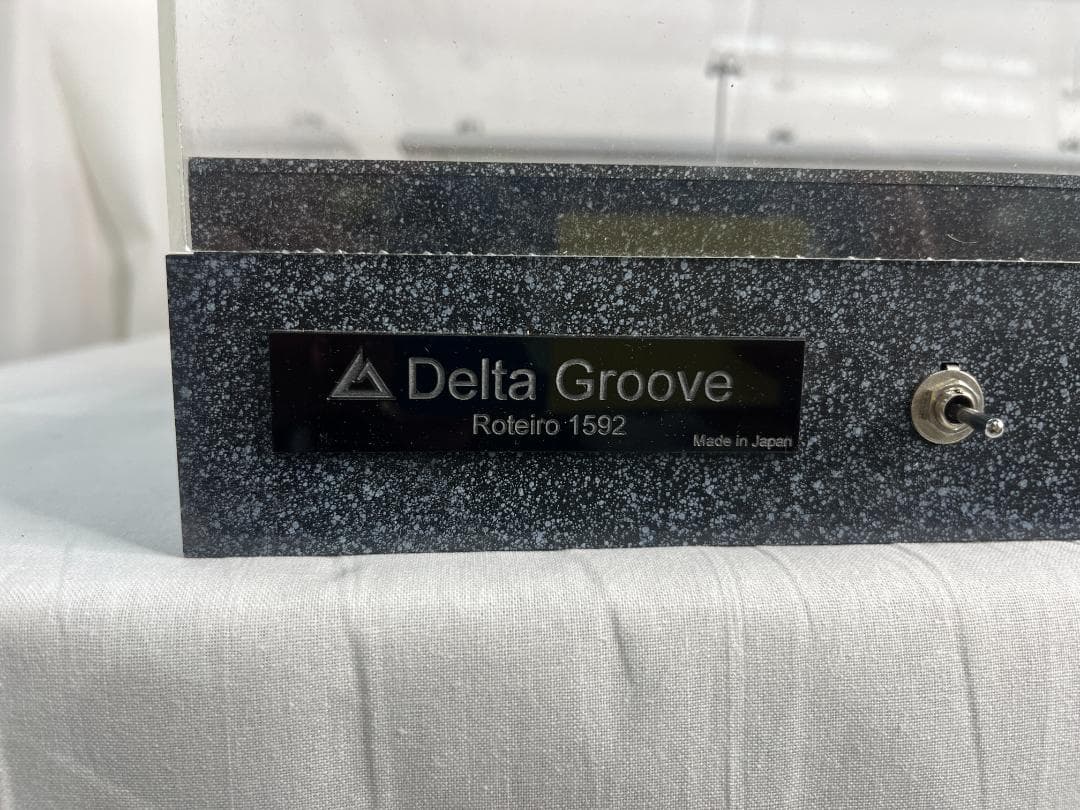 Delta Groove
Roteiro 1592
Made in Japan